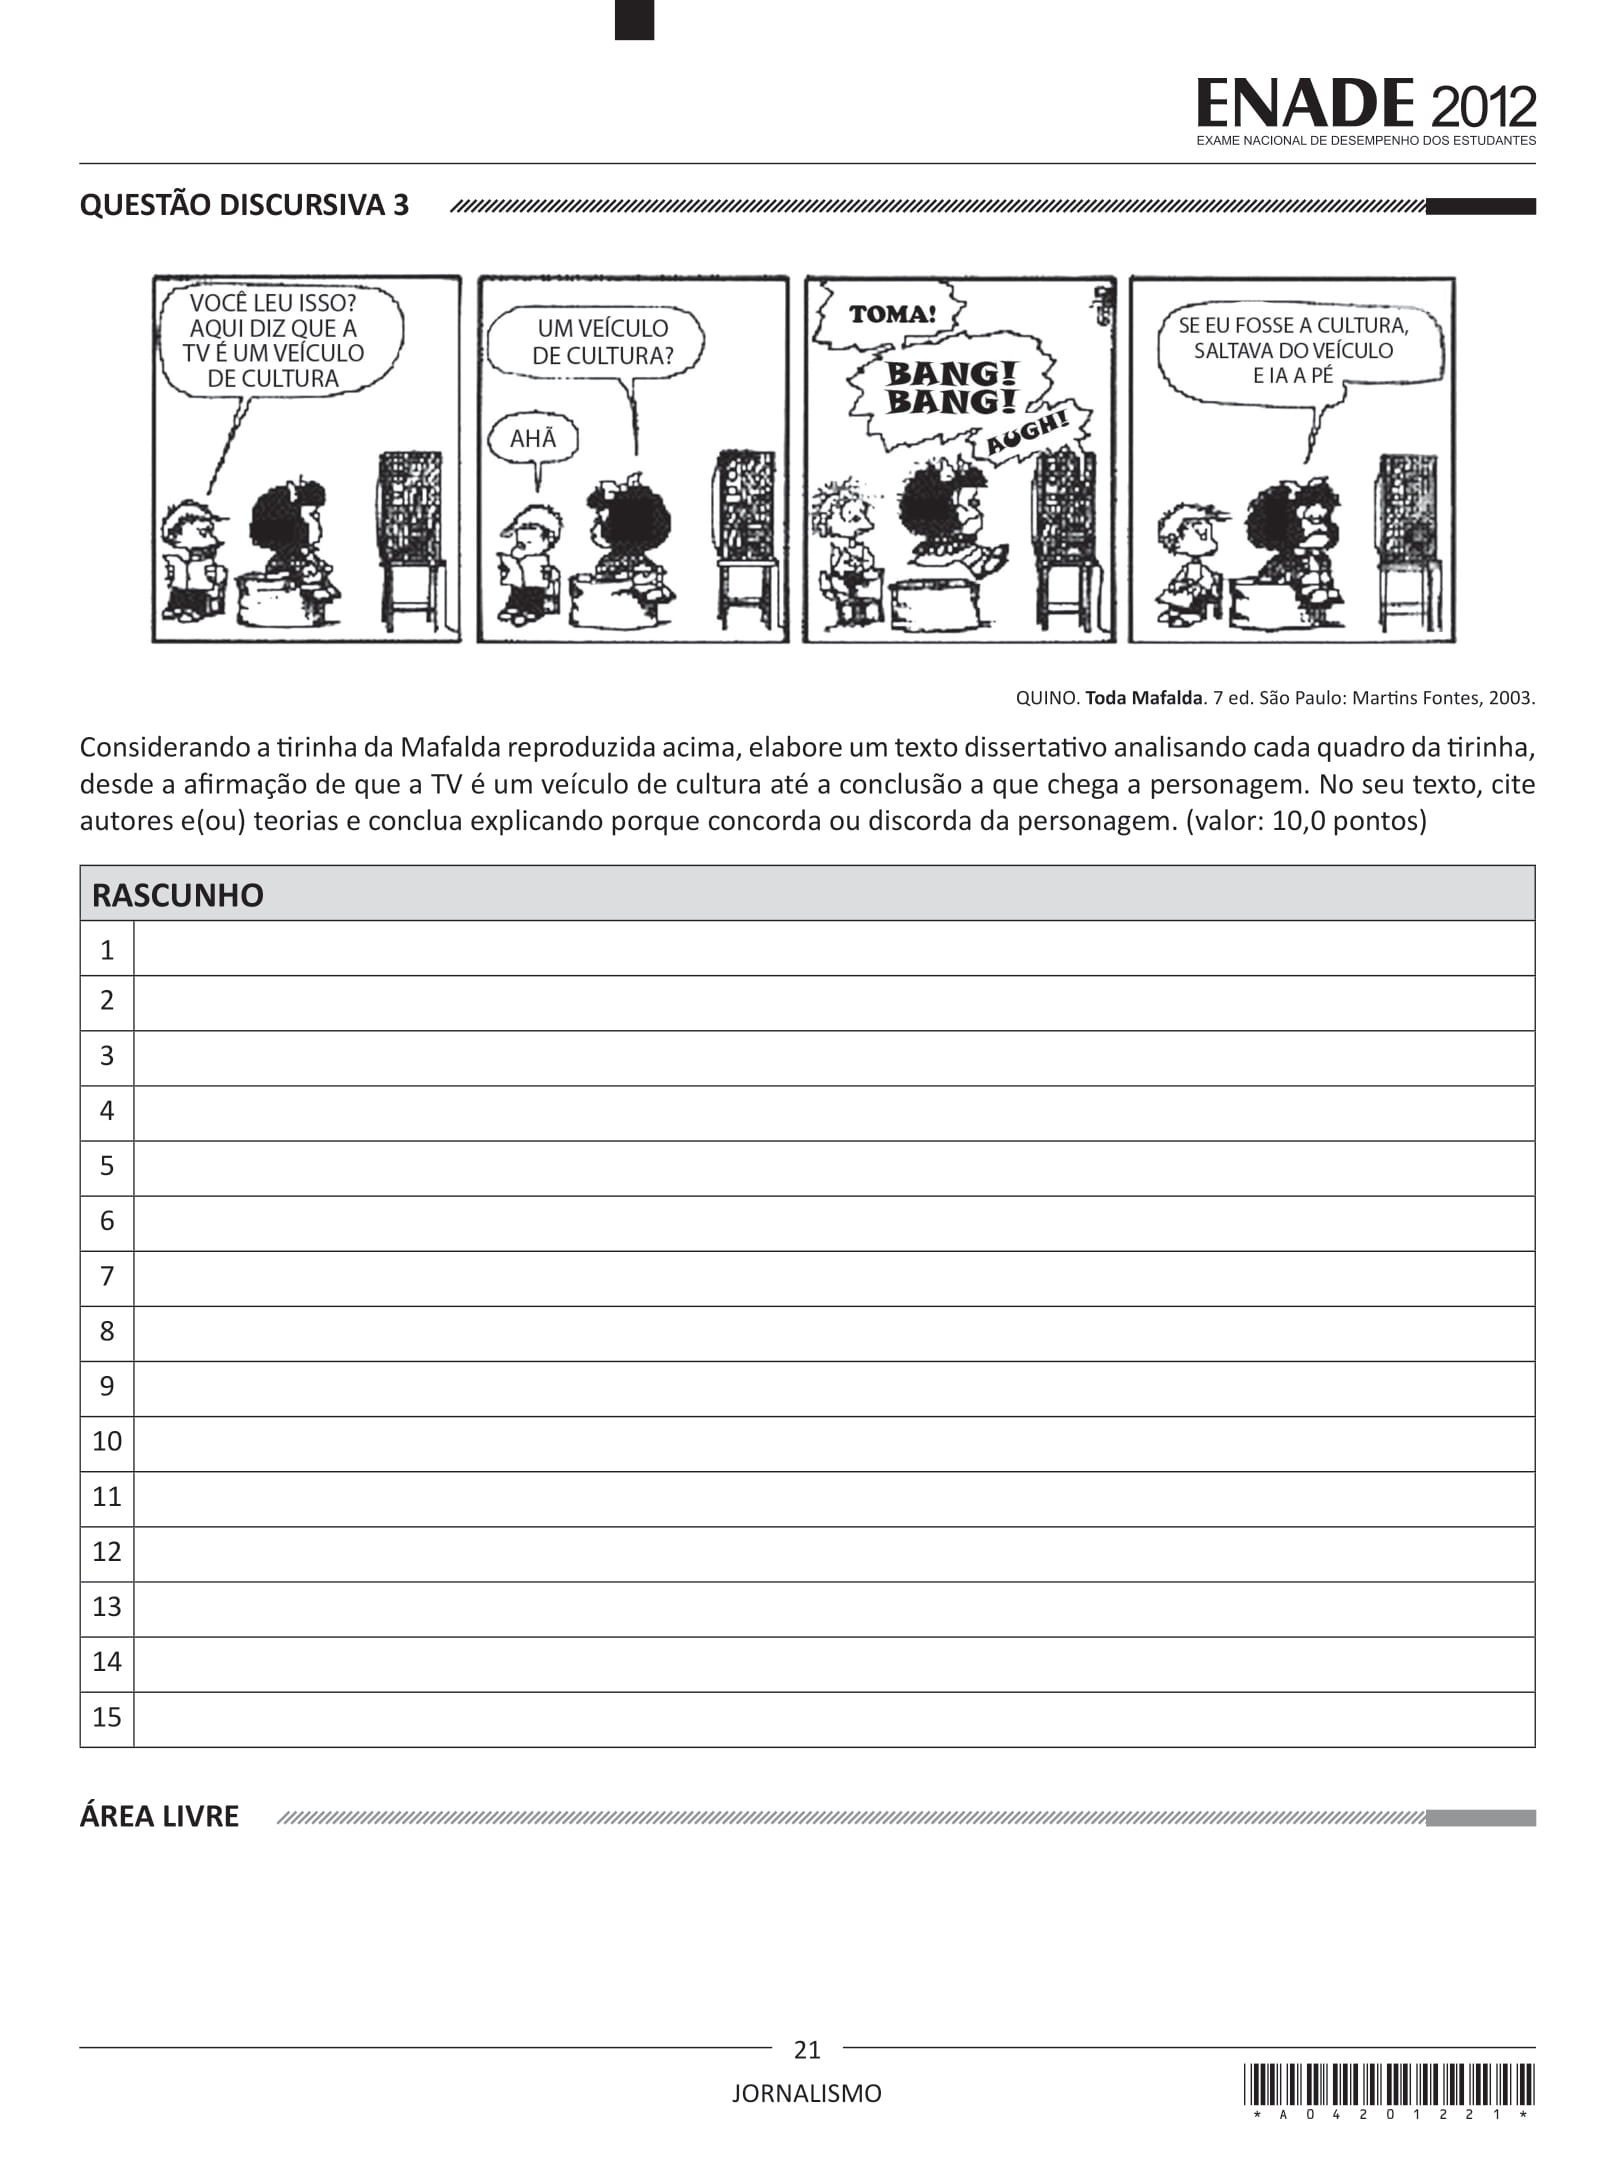 ENADE 2012
EXAME NACIONAL DE DESEMPENHO DOS ESTUDANTES
QUESTÃO DISCURSIVA 3
VOCÊ LEU ISSO?
AQUI DIZ QUE A
TV É UM VEÍCULO
DE CULTURA
UM VEÍCULO
DE CULTURA?
AHÃ
TOMA!
BANG!
BANG!
AUGH!
SE EU FOSSE A CULTURA,
SALTAVA DO VEÍCULO
E IA A PÉ
QUINO. Toda Mafalda. 7 ed. São Paulo: Martins Fontes, 2003.
Considerando a tirinha da Mafalda reproduzida acima, elabore um texto dissertativo analisando cada quadro da tirinha,
desde a afirmação de que a TV é um veículo de cultura até a conclusão a que chega a personagem. No seu texto, cite
autores e(ou) teorias e conclua explicando porque concorda ou discorda da personagem. (valor: 10,0 pontos)
RASCUNHO
1
2
3
4
5
6
7
8
9
10
11
12
13
14
15
ÁREA LIVRE
21
JORNALISMO
* A 0 4 2 0 1 2 2 1 *